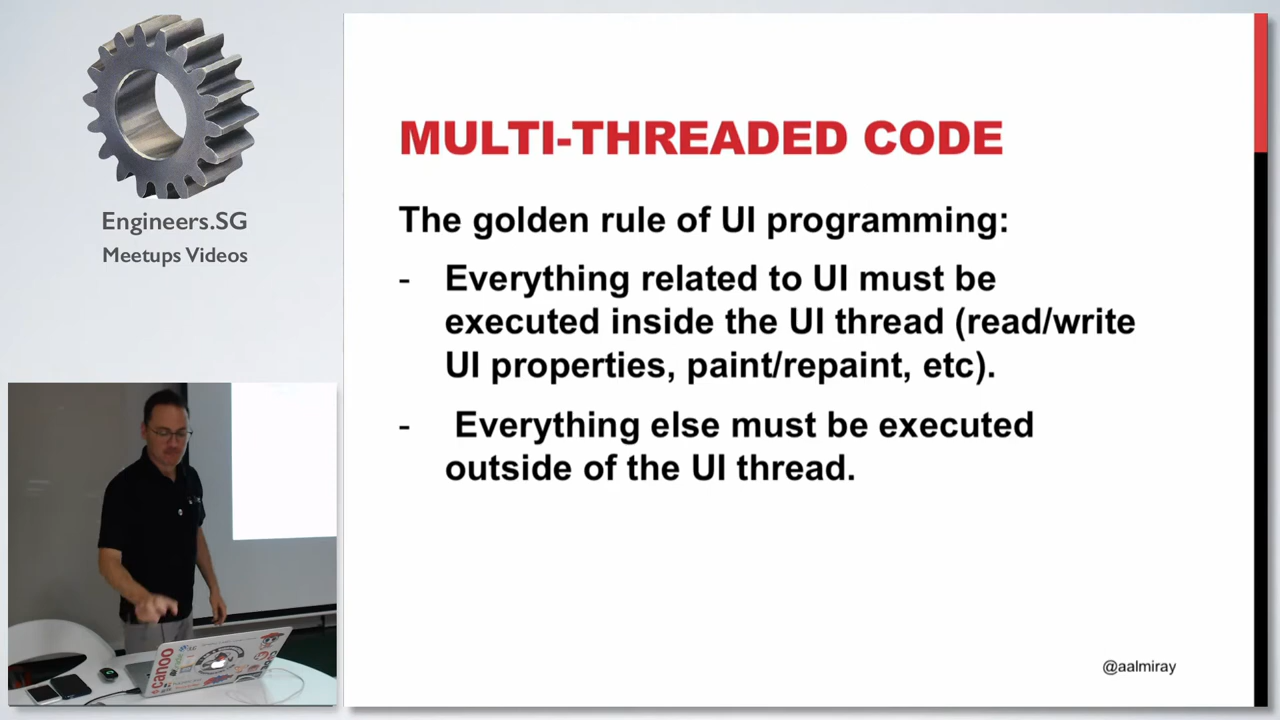 Engineers.SG
Meetups Videos
MULTI-THREADED CODE
The golden rule of UI programming:
- Everything related to UI must be
executed inside the UI thread (read/write
UI properties, paint/repaint, etc).
- Everything else must be executed
outside of the UI thread.
@aalmiray
canoo